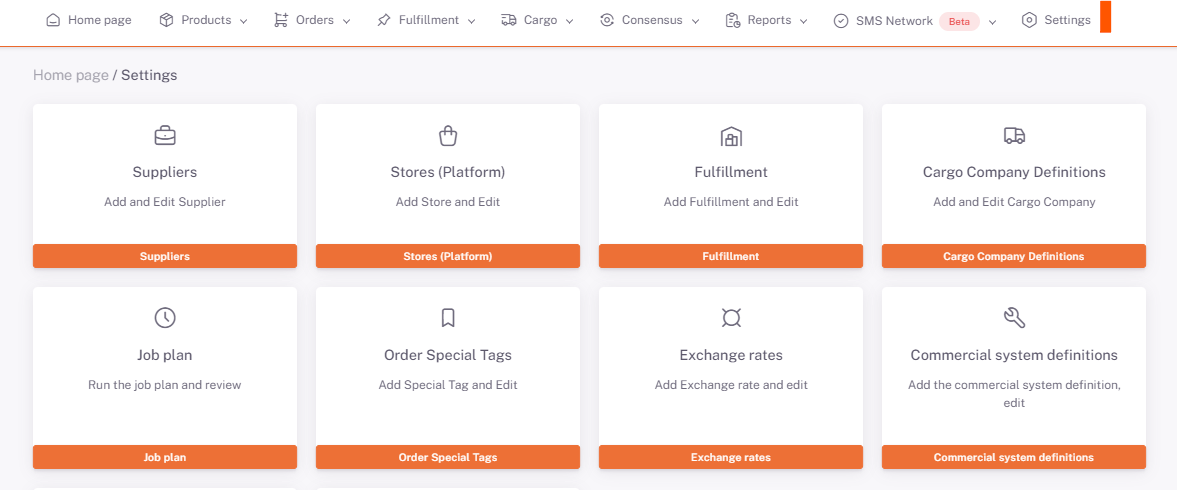 Home page Products Orders Fulfillment Cargo Consensus Reports SMS Network Beta Settings
Home page / Settings
Suppliers
Add and Edit Supplier
Suppliers
Stores (Platform)
Add Store and Edit
Stores (Platform)
Fulfillment
Add Fulfillment and Edit
Fulfillment
Cargo Company Definitions
Add and Edit Cargo Company
Cargo Company Definitions
Job plan
Run the job plan and review
Job plan
Order Special Tags
Add Special Tag and Edit
Order Special Tags
Exchange rates
Add Exchange rate and edit
Exchange rates
Commercial system definitions
Add the commercial system definition,
edit
Commercial system definitions